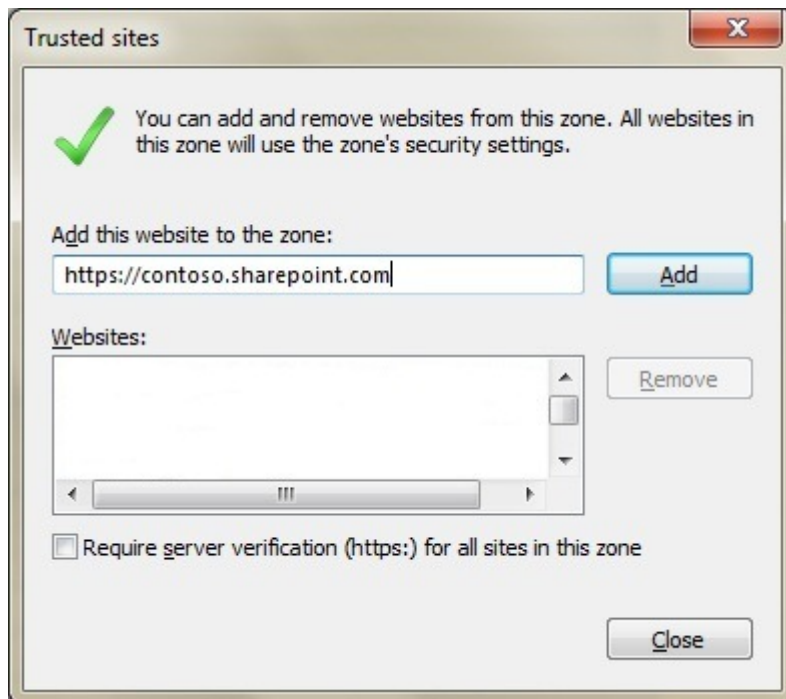 Trusted sites
You can add and remove websites from this zone. All websites in
this zone will use the zone's security settings.
Add this website to the zone:
https://contoso.sharepoint.com
Add
Websites:
Remove
Require server verification (https:) for all sites in this zone
Close